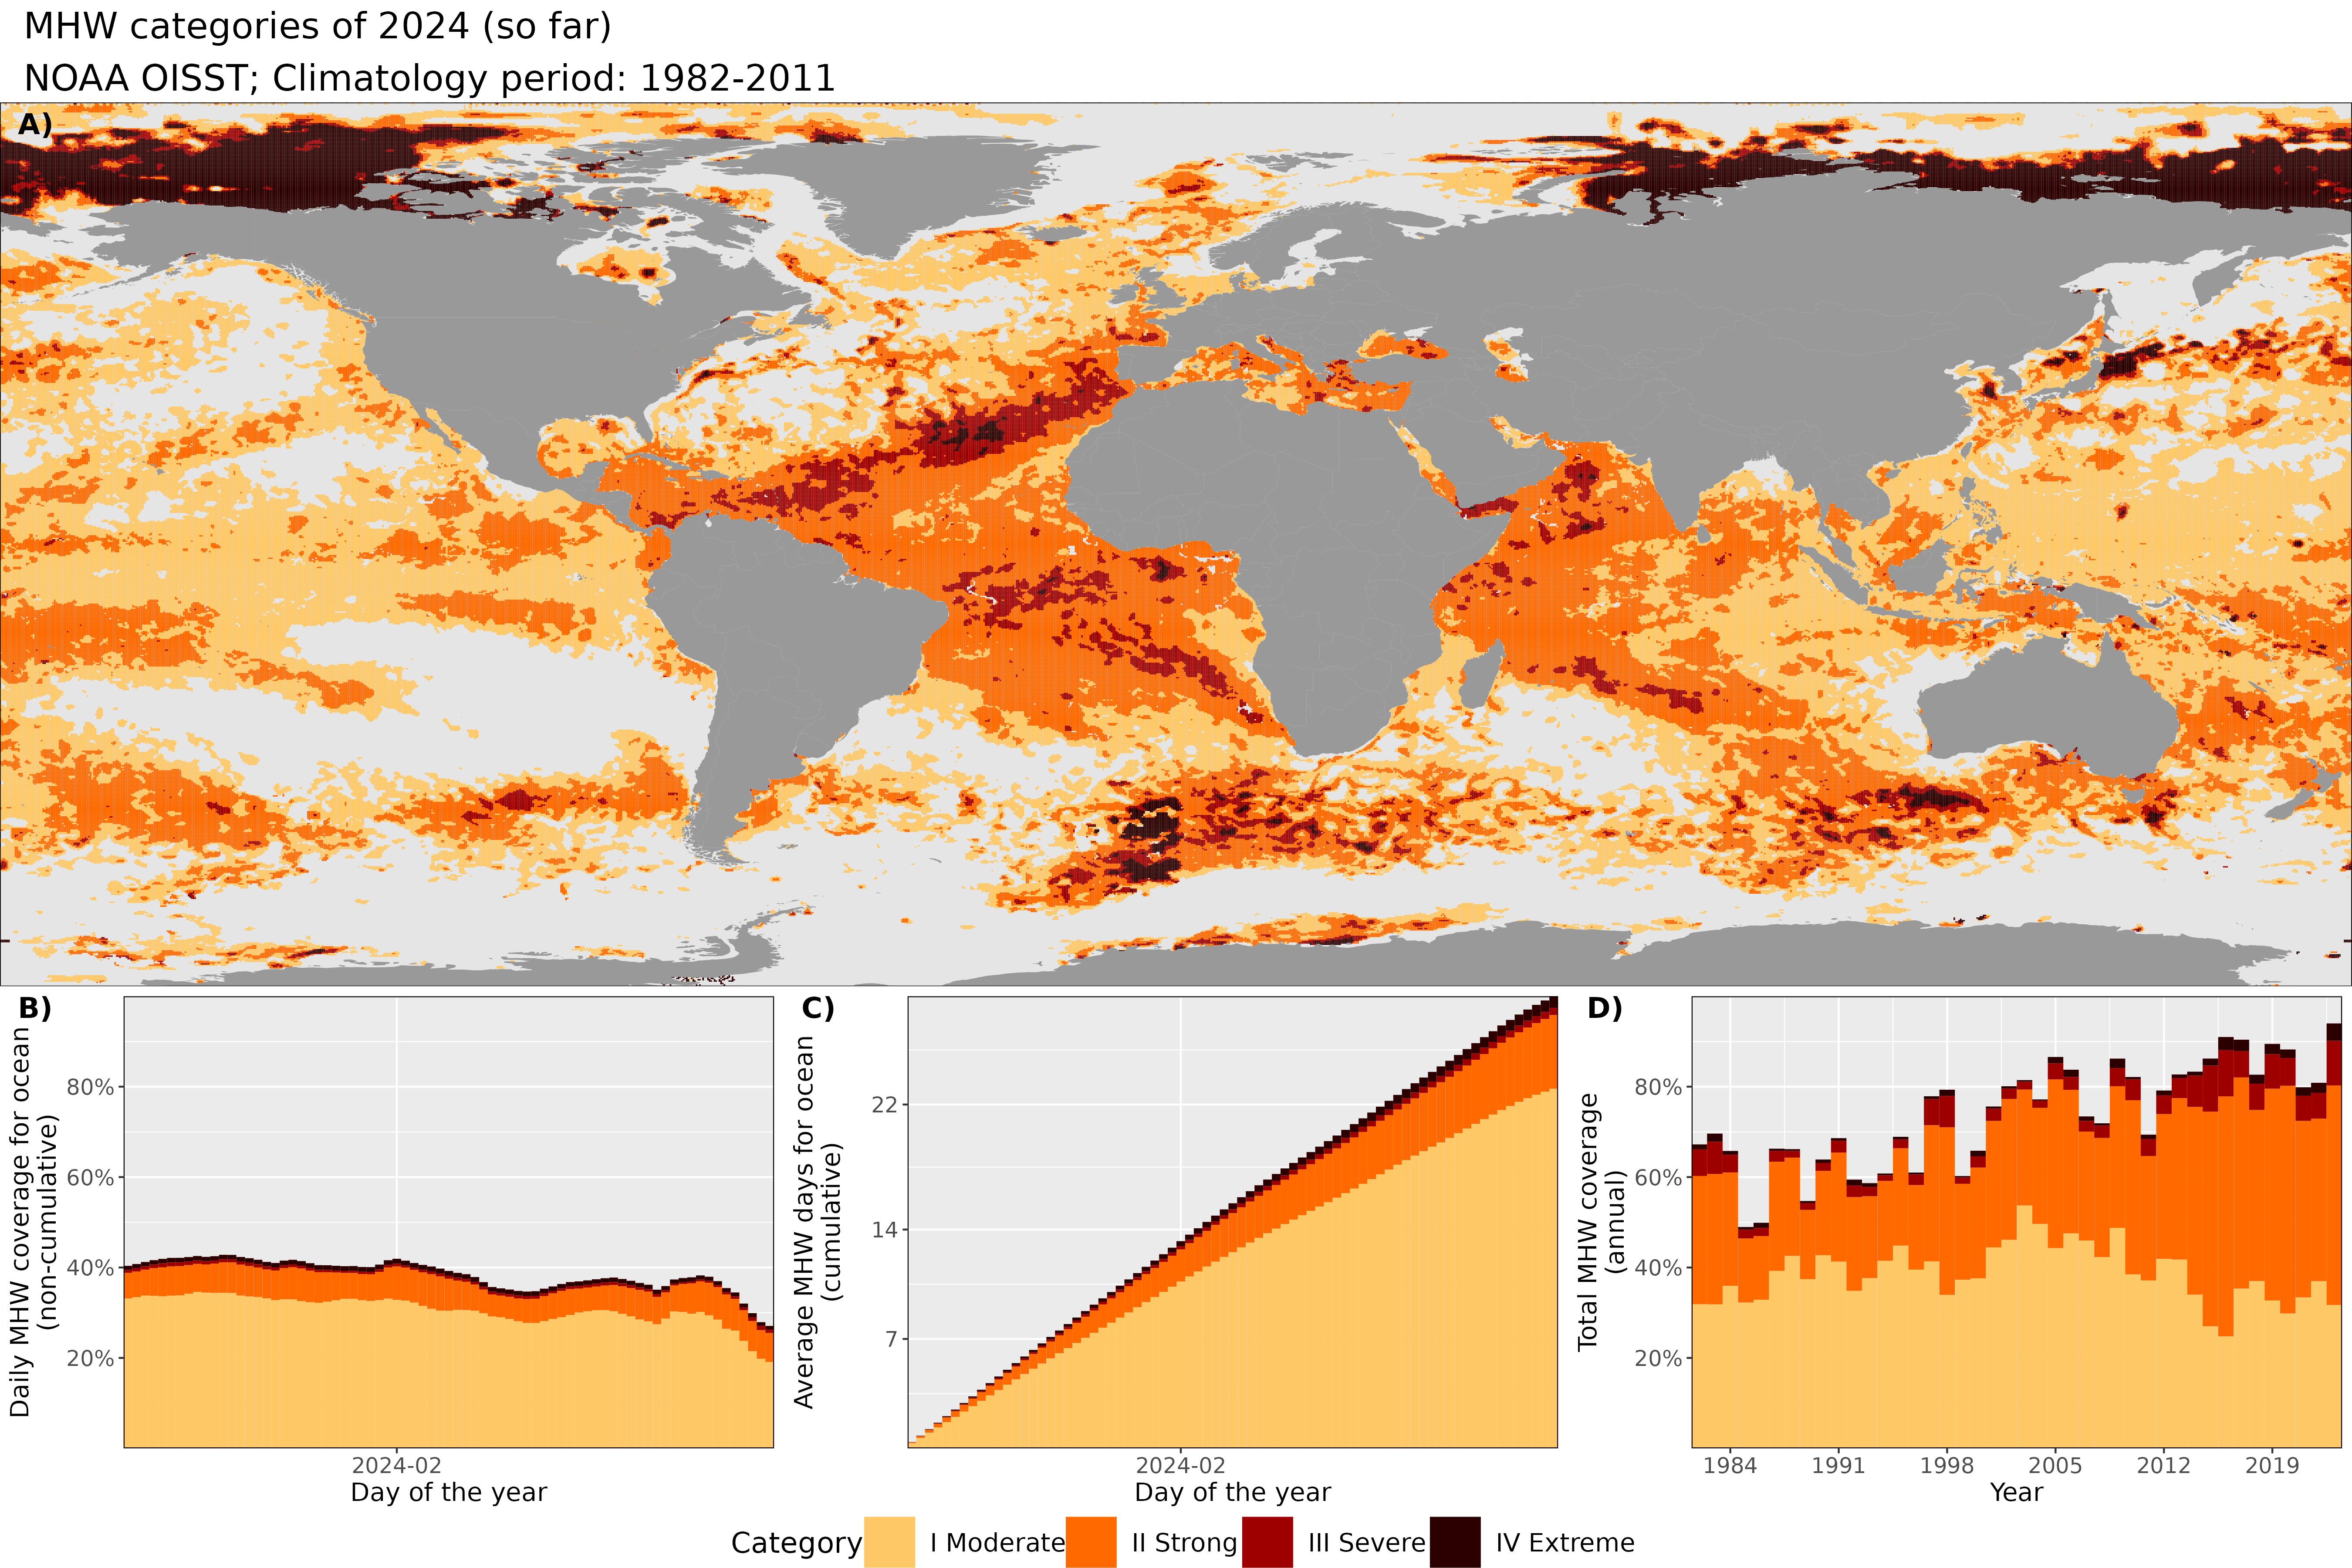 MHW categories of 2024 (so far)
NOAA OISST; Climatology period: 1982-2011
A)
B)
Daily MHW coverage for ocean
(non-cumulative)
80%
60%
40%
20%
2024-02
Day of the year
C)
Average MHW days for ocean
(cumulative)
22
14
7
2024-02
Day of the year
D)
Total MHW coverage
(annual)
80%
60%
40%
20%
1984 1991 1998 2005 2012 2019
Year
Category I Moderate II Strong III Severe IV Extreme